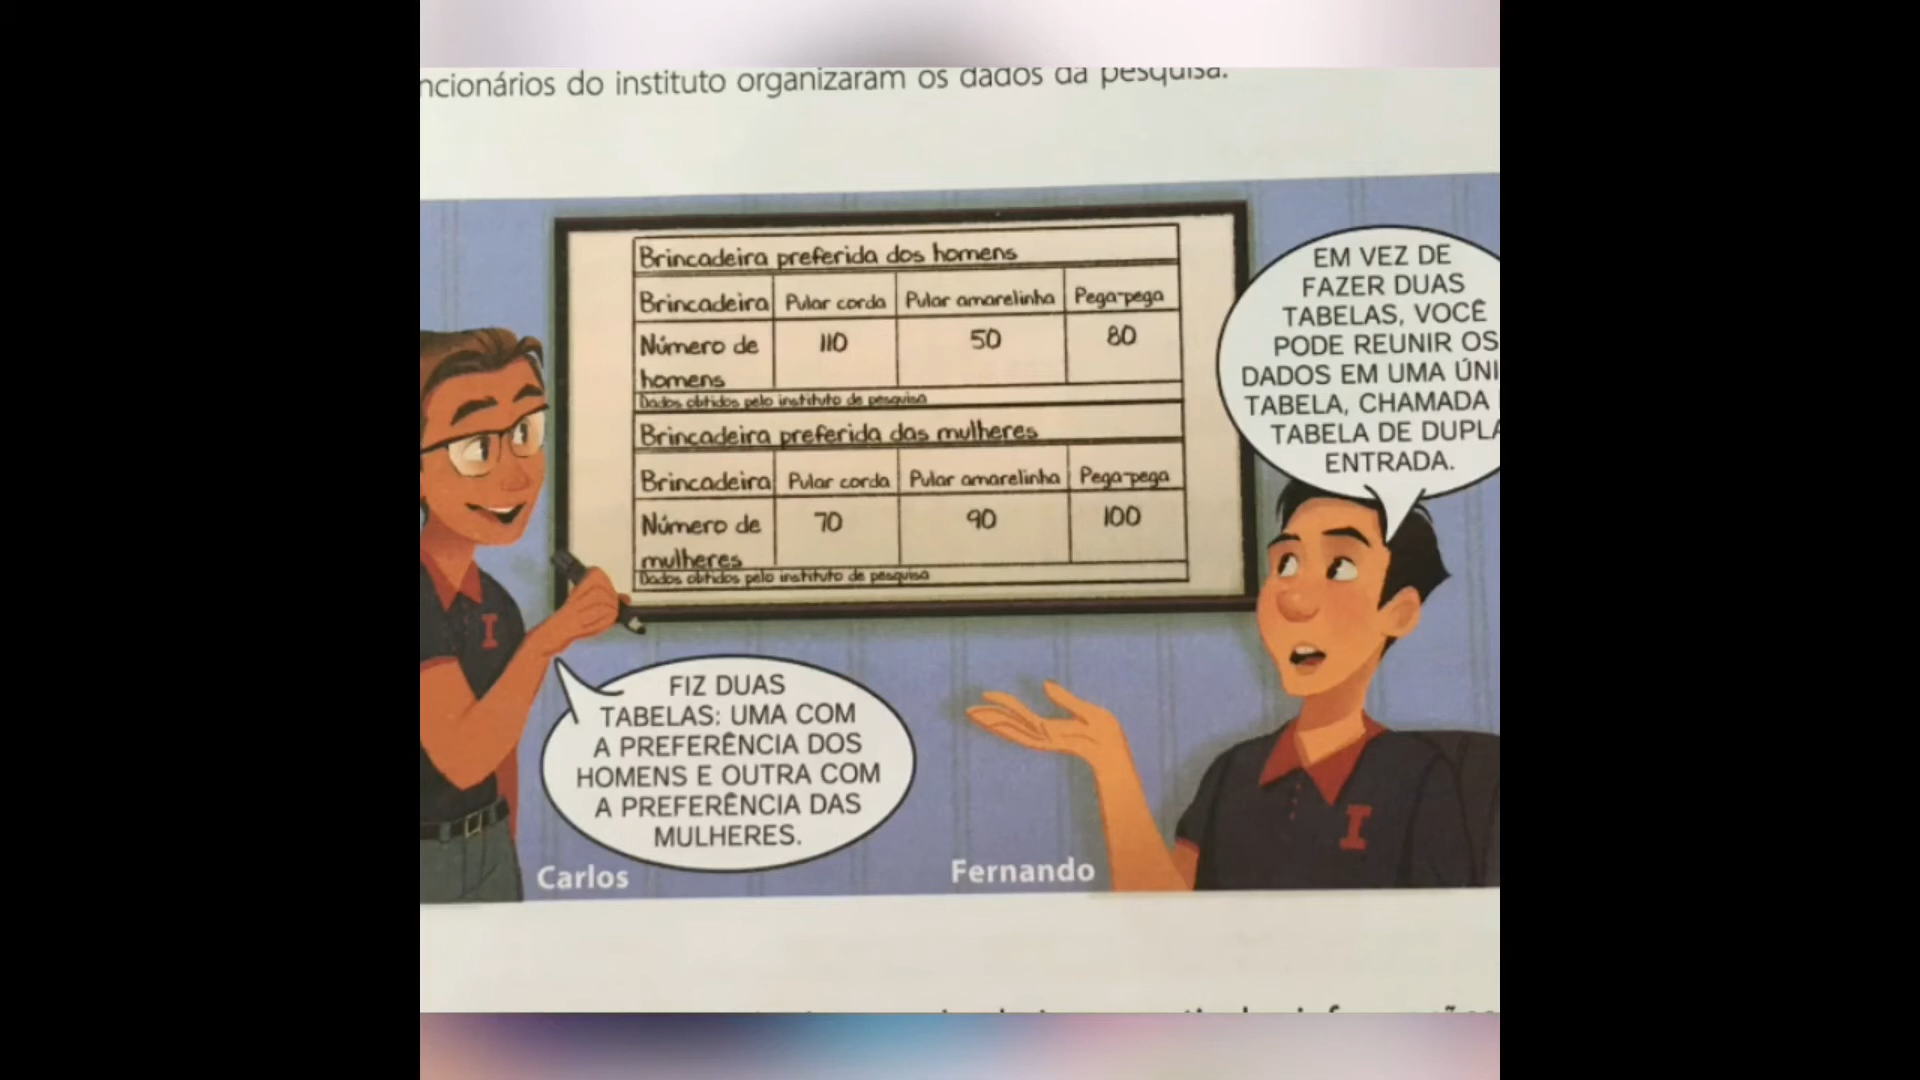 ncionários do instituto organizaram os dados da pesquisa.
Brincadeira preferida dos homens
Brincadeira Pular corda Pular amarelinha Pega-pega
Número de homens 110 50 80
Dados obtidos pelo instituto de pesquisa
Brincadeira preferida das mulheres
Brincadeira Pular corda Pular amarelinha Pega-pega
Número de mulheres 70 90 100
Dados obtidos pelo instituto de pesquisa
EM VEZ DE
FAZER DUAS
TABELAS, VOCÊ
PODE REUNIR OS
DADOS EM UMA ÚNI
TABELA, CHAMADA
TABELA DE DUPLA
ENTRADA.
I
FIZ DUAS
TABELAS: UMA COM
A PREFERÊNCIA DOS
HOMENS E OUTRA COM
A PREFERÊNCIA DAS
MULHERES.
I
Carlos
Fernando